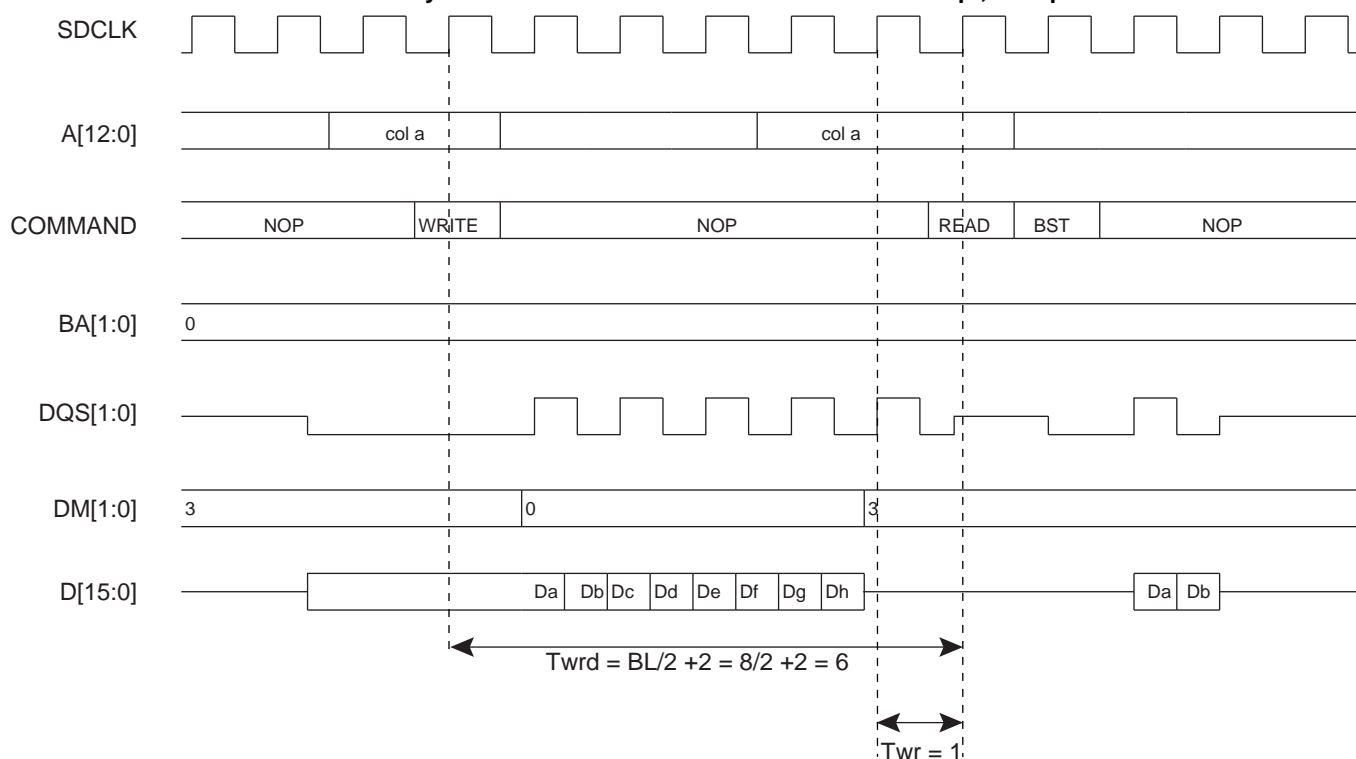 SDCLK
A[12:0] col a col a
COMMAND NOP WRITE NOP READ BST NOP
BA[1:0] 0
DQS[1:0]
DM[1:0] 3 0 3
D[15:0] Da Db Dc Dd De Df Dg Dh Da Db
Twrd = BL/2 +2 = 8/2 +2 = 6
Twr = 1